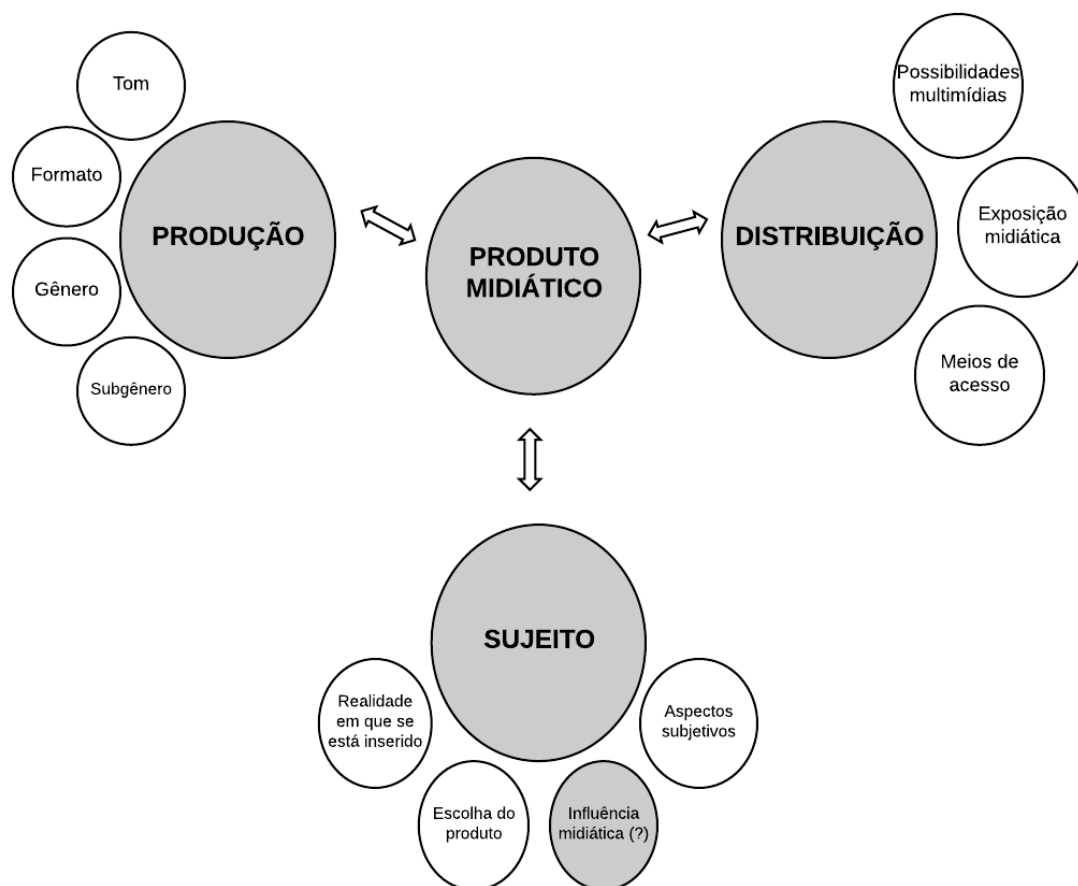 Tom
Formato
Gênero
Subgênero
PRODUÇÃO
PRODUTO
MIDIÁTICO
DISTRIBUIÇÃO
Possibilidades
multimídias
Exposição
midiática
Meios de
acesso
SUJEITO
Realidade
em que se
está inserido
Escolha do
produto
Influência
midiática (?)
Aspectos
subjetivos